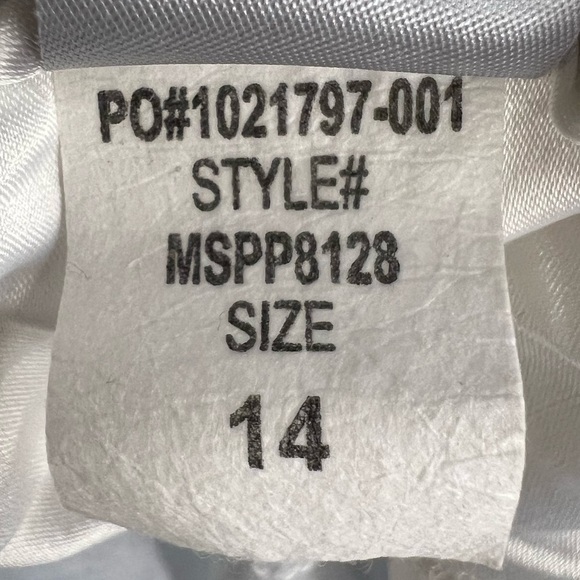 PO#1021797-001
STYLE#
MSPP8128
SIZE
14